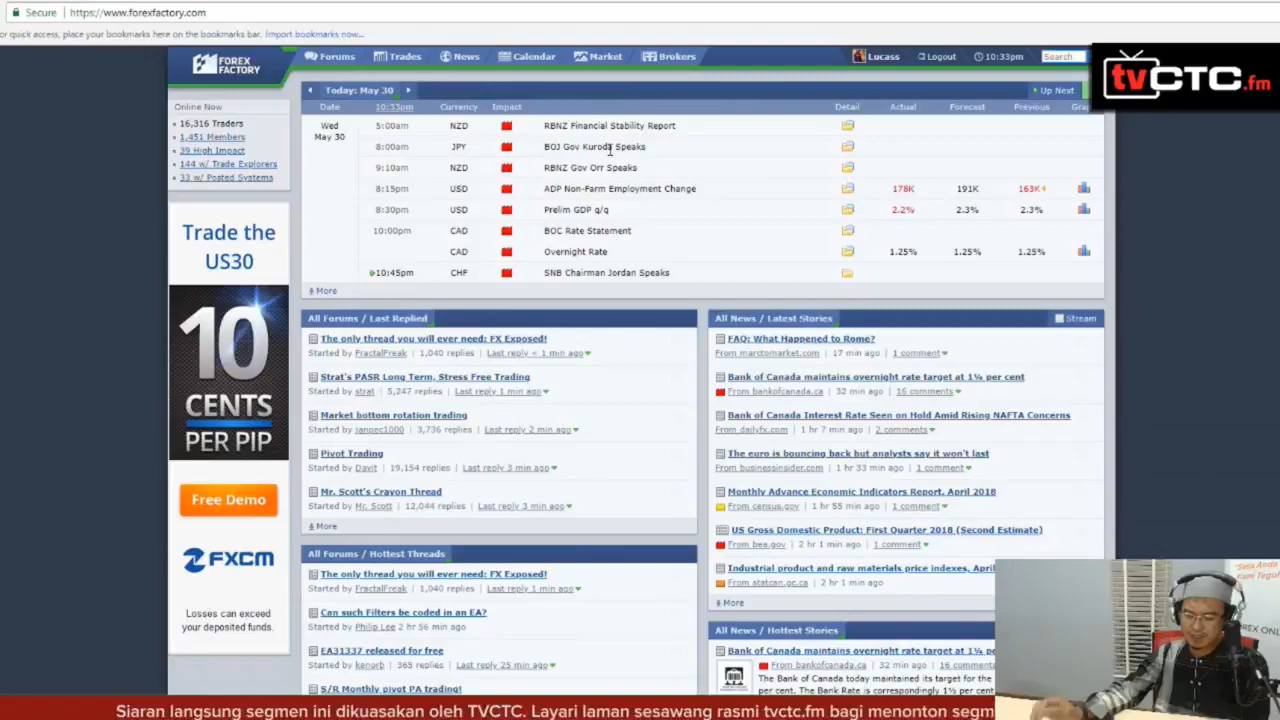 Secure | https://www.forexfactory.com
or quick access, place your bookmarks here on the bookmarks bar. Import bookmarks now...
FOREX FACTORY
Forums Trades News Calendar Market Brokers Lucass Logout 10:33pm Search
tvCTC.fm
Online Now
16,316 Traders
1,451 Members
39 High Impact
144 w/ Trade Explorers
33 w/ Posted Systems
Today: May 30 Up Next
Date 10:33pm Currency Impact Detail Actual Forecast Previous Grap
Wed May 30 5:00am NZD RBNZ Financial Stability Report
8:00am JPY BOJ Gov Kuroda Speaks
9:10am NZD RBNZ Gov Orr Speaks
8:15pm USD ADP Non-Farm Employment Change 178K 191K 163K
8:30pm USD Prelim GDP q/q 2.2% 2.3% 2.3%
10:00pm CAD BOC Rate Statement
CAD Overnight Rate 1.25% 1.25% 1.25%
10:45pm CHF SNB Chairman Jordan Speaks
More
Trade the
US30
10
CENTS
PER PIP
Free Demo
FXCM
Losses can exceed
your deposited funds.
All Forums / Last Replied
The only thread you will ever need: FX Exposed!
Started by FractalFreak | 1,040 replies | Last reply < 1 min ago
Strat's PASR Long Term, Stress Free Trading
Started by strat | 5,247 replies | Last reply 1 min ago
Market bottom rotation trading
Started by janpec1000 | 3,736 replies | Last reply 2 min ago
Pivot Trading
Started by Davit | 19,154 replies | Last reply 3 min ago
Mr. Scott's Crayon Thread
Started by Mr. Scott | 12,044 replies | Last reply 3 min ago
More
All Forums / Hottest Threads
The only thread you will ever need: FX Exposed!
Started by FractalFreak | 1,040 replies | Last reply 1 min ago
Can such Filters be coded in an EA?
Started by Philip Lee 2 hr 56 min ago
EA31337 released for free
Started by kenorb | 365 replies | Last reply 25 min ago
S/R Monthly pivot PA trading!
All News / Latest Stories Stream
FAQ: What Happened to Rome?
From marctomarket.com | 17 min ago | 1 comment
Bank of Canada maintains overnight rate target at 1¼ per cent
From bankofcanada.ca | 32 min ago | 16 comments
Bank of Canada Interest Rate Seen on Hold Amid Rising NAFTA Concerns
From dailyfx.com | 1 hr 7 min ago | 2 comments
The euro is bouncing back but analysts say it won't last
From businessinsider.com | 1 hr 33 min ago | 1 comment
Monthly Advance Economic Indicators Report, April 2018
From census.gov | 1 hr 55 min ago | 1 comment
US Gross Domestic Product: First Quarter 2018 (Second Estimate)
From bea.gov | 2 hr 1 min ago | 1 comment
Industrial product and raw materials price indexes, April
From statcan.gc.ca | 2 hr 1 min ago
More
All News / Hottest Stories
Bank of Canada maintains overnight rate target at 1¼ pe
From bankofcanada.ca | 32 min ago | 16 comments
The Bank of Canada today maintained its target for the
per cent. The Bank Rate is correspondingly 1 ½ per cen
FOREX ONL
Siaran langsung segmen ini dikuasakan oleh TVCTC. Layari laman sesawang rasmi tvctc.fm bagi menonton segm